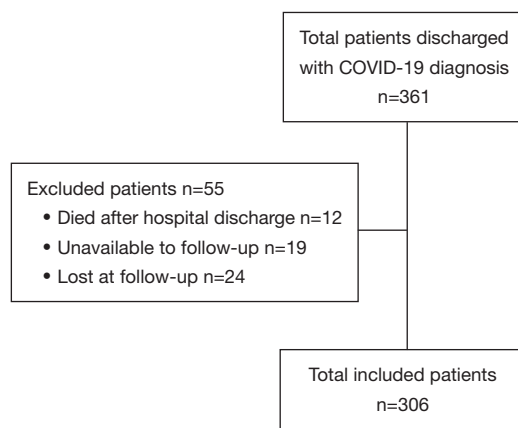 Total patients discharged
with COVID-19 diagnosis
n=361
Excluded patients n=55
• Died after hospital discharge n=12
• Unavailable to follow-up n=19
• Lost at follow-up n=24
Total included patients
n=306